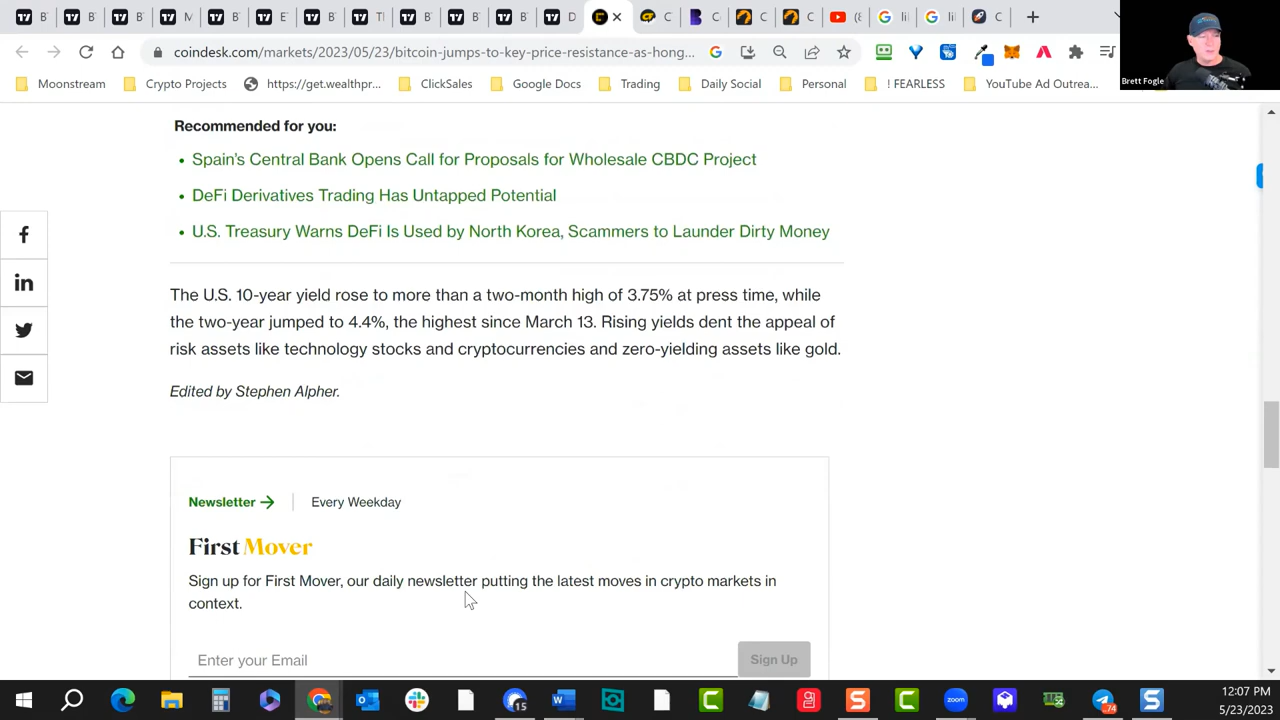 B
B
B
M
B
E
B
TI
B
B
D
C
C
C
C
C
(8
li
li
C
coindesk.com/markets/2023/05/23/bitcoin-jumps-to-key-price-resistance-as-hong...
Moonstream
Crypto Projects
https://get.wealthpr...
ClickSales
Google Docs
Trading
Daily Social
Personal
! FEARLESS
YouTube Ad Outrea...
Brett Fogle
Recommended for you:
• Spain's Central Bank Opens Call for Proposals for Wholesale CBDC Project
• DeFi Derivatives Trading Has Untapped Potential
• U.S. Treasury Warns DeFi Is Used by North Korea, Scammers to Launder Dirty Money
The U.S. 10-year yield rose to more than a two-month high of 3.75% at press time, while
the two-year jumped to 4.4%, the highest since March 13. Rising yields dent the appeal of
risk assets like technology stocks and cryptocurrencies and zero-yielding assets like gold.
Edited by Stephen Alpher.
Newsletter → | Every Weekday
First Mover
Sign up for First Mover, our daily newsletter putting the latest moves in crypto markets in
context.
Enter your Email
Sign Up
15
74
12:07 PM
5/23/2023